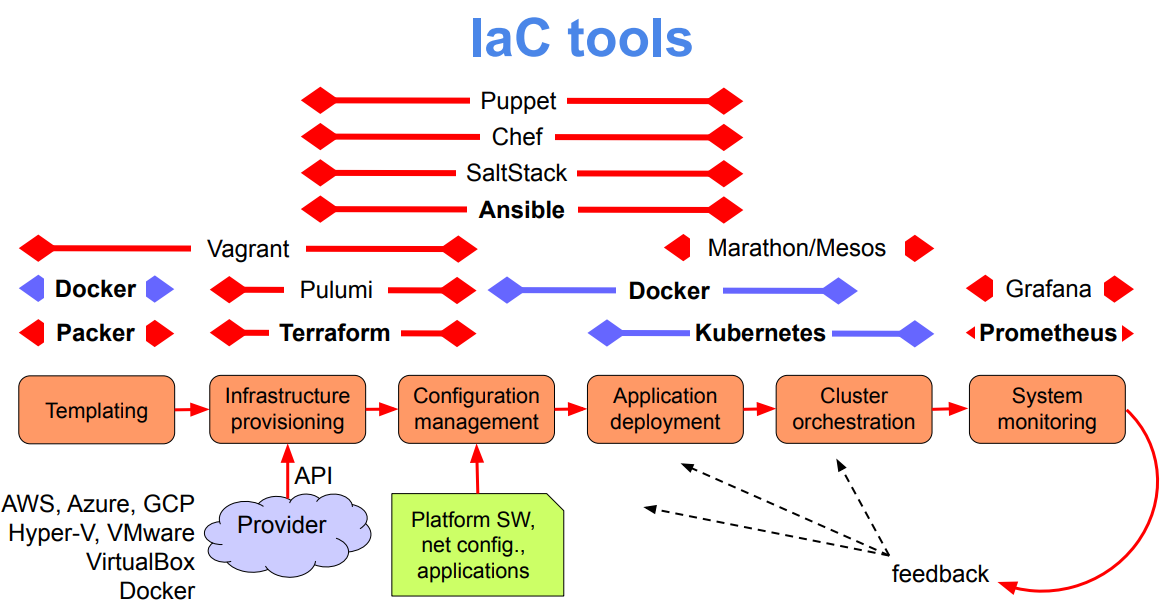 IaC tools
Puppet
Chef
SaltStack
Ansible
Vagrant
Marathon/Mesos
Docker
Pulumi
Docker
Grafana
Packer
Terraform
Kubernetes
Prometheus
Templating
Infrastructure
provisioning
Configuration
management
Application
deployment
Cluster
orchestration
System
monitoring
API
AWS, Azure, GCP
Hyper-V, VMware
VirtualBox
Docker
Provider
Platform SW,
net config.,
applications
feedback